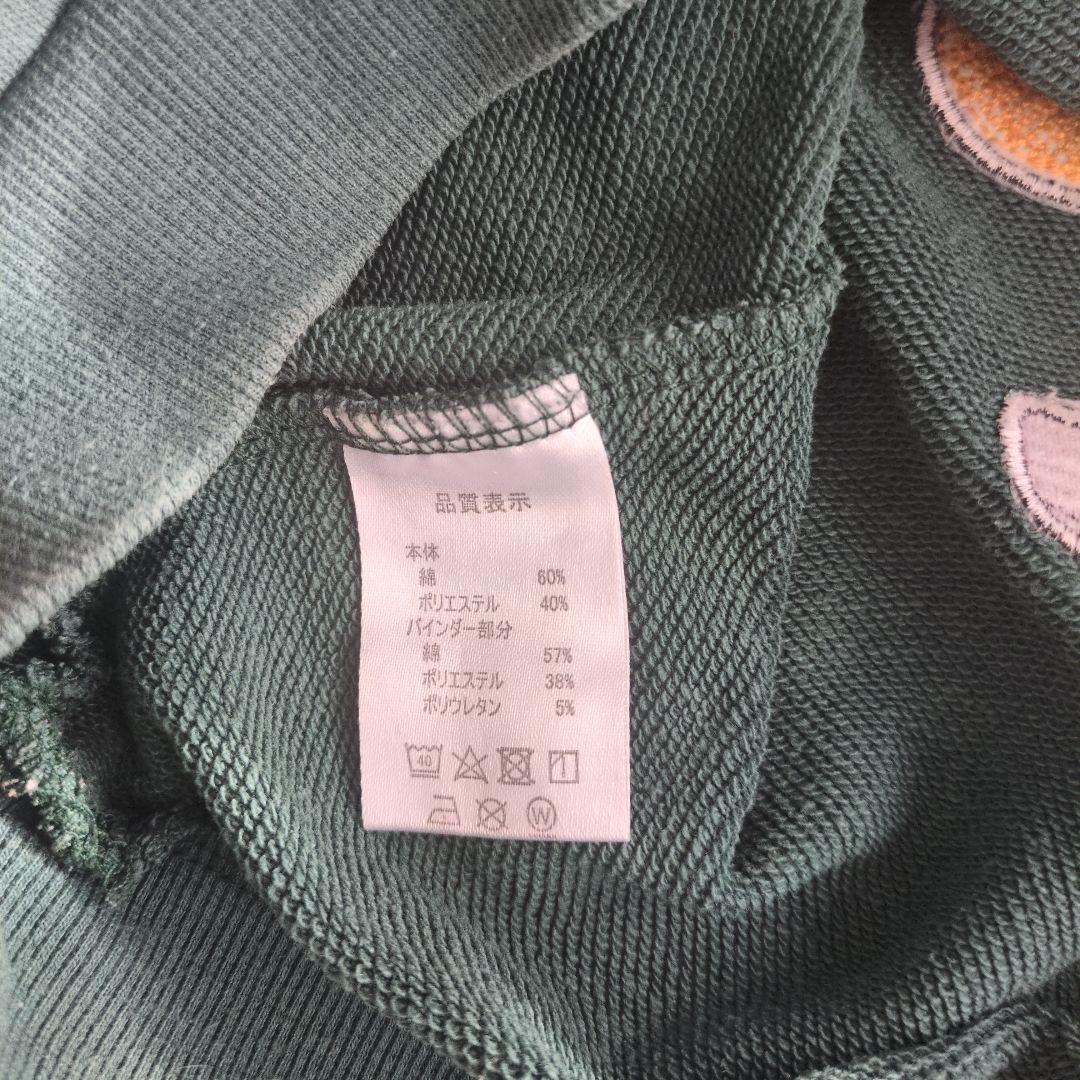 品質表示
本体
綿 60%
ポリエステル 40%
バインダー部分
綿 57%
ポリエステル 38%
ポリウレタン 5%
40
W